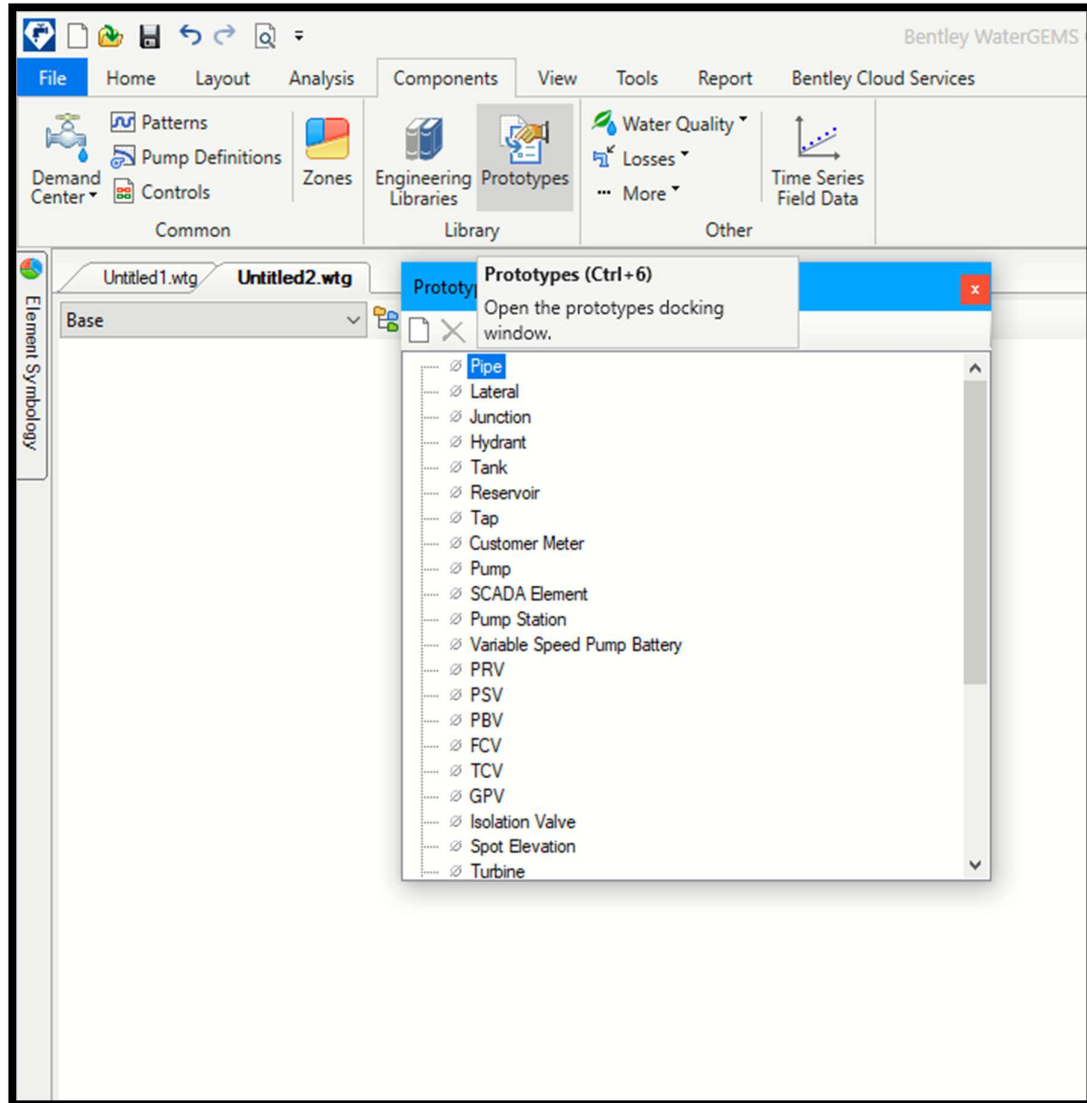 Bentley WaterGEMS
File Home Layout Analysis Components View Tools Report Bentley Cloud Services
Demand Center
Patterns
Pump Definitions
Controls
Common
Zones
Engineering Libraries
Prototypes
Library
Water Quality
Losses
More
Time Series Field Data
Other
Element Symbology
Untitled1.wtg Untitled2.wtg
Base
Prototy
Prototypes (Ctrl+6)
Open the prototypes docking
window.
Pipe
Lateral
Junction
Hydrant
Tank
Reservoir
Tap
Customer Meter
Pump
SCADA Element
Pump Station
Variable Speed Pump Battery
PRV
PSV
PBV
FCV
TCV
GPV
Isolation Valve
Spot Elevation
Turbine